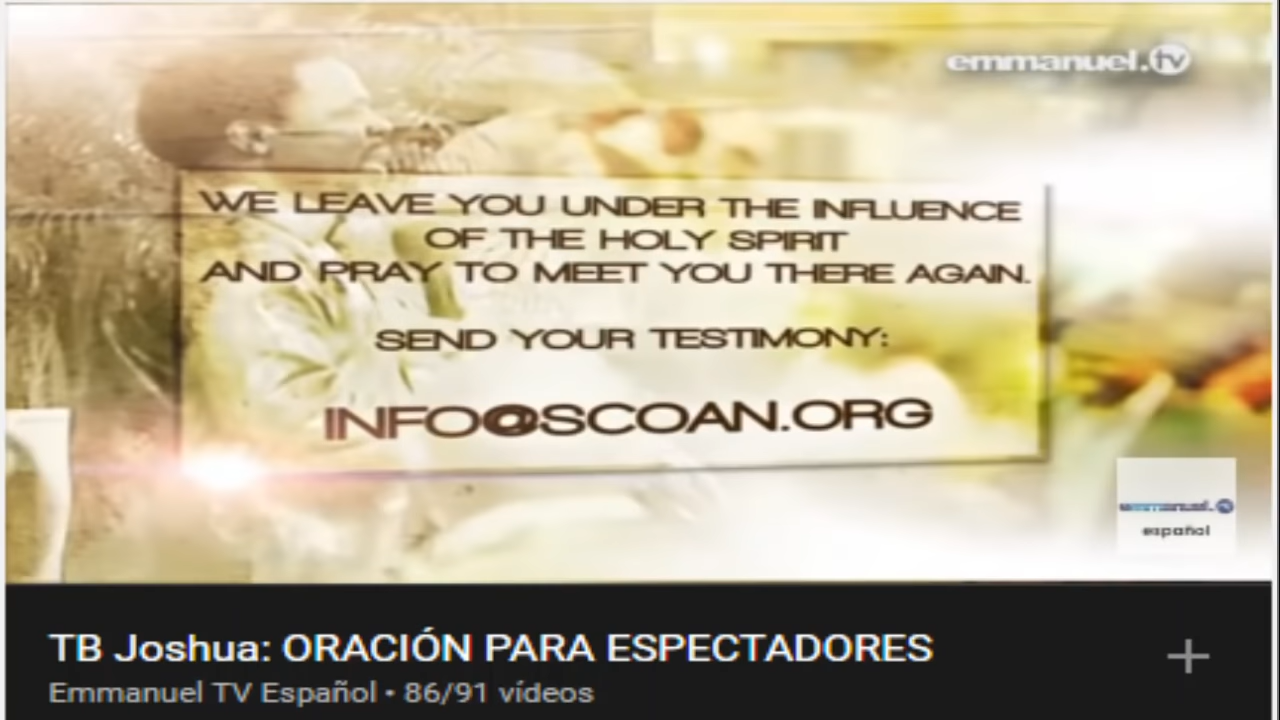 emmanuel.tv
WE LEAVE YOU UNDER THE INFLUENCE
OF THE HOLY SPIRIT
AND PRAY TO MEET YOU THERE AGAIN.
SEND YOUR TESTIMONY:
INFO@SCOAN.ORG
emmanuel.tv
español
TB Joshua: ORACIÓN PARA ESPECTADORES
Emmanuel TV Español • 86/91 vídeos